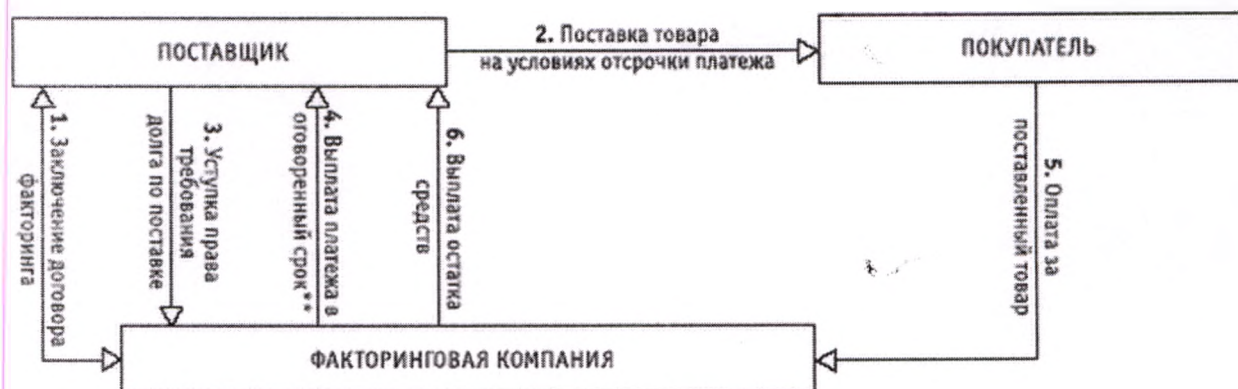 ПОСТАВЩИК
2. Поставка товара
на условиях отсрочки платежа
ПОКУПАТЕЛЬ
1. Заключение договора
факторинга
3. Уступка права
требования
долга по поставке
4. Выплата платежа в
оговоренный срок**
6. Выплата остатка
средств
5. Оплата за
поставленный товар
ФАКТОРИНГОВАЯ КОМПАНИЯ